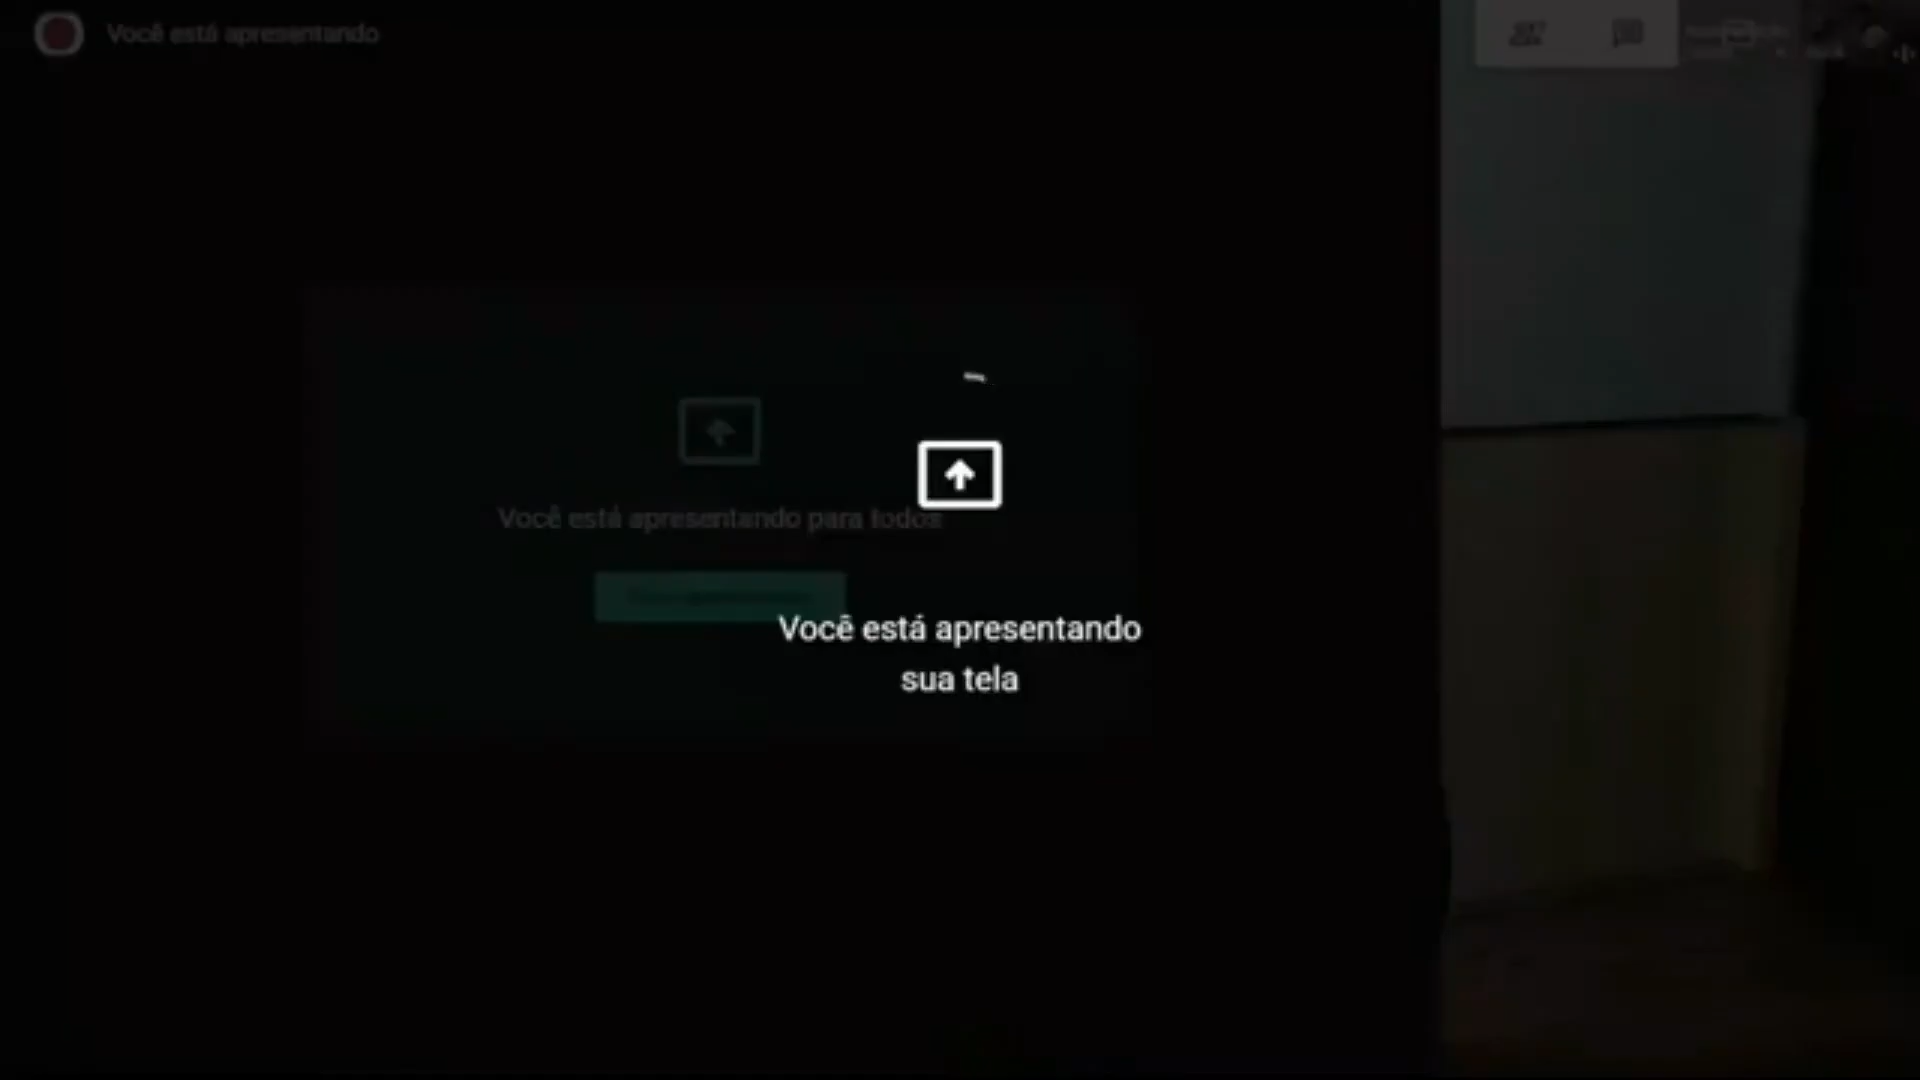 Você está apresentando
Você está apresentando para todos
Você está apresentando
sua tela